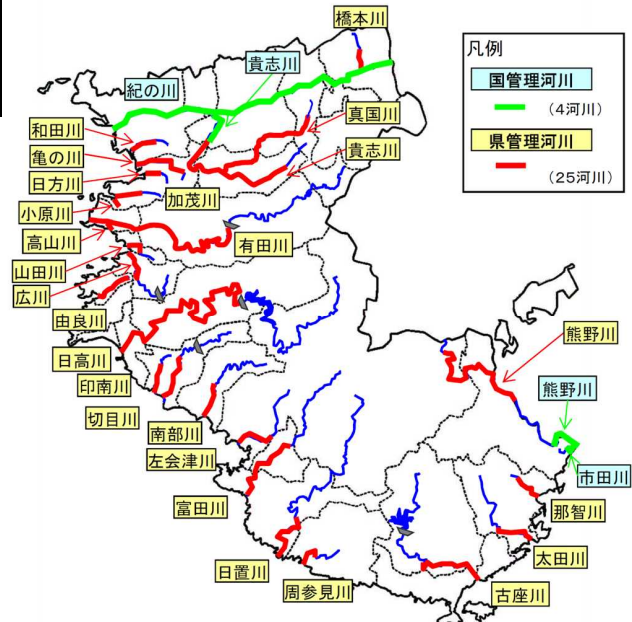 橋本川
貴志川
紀の川
凡例
国管理河川
(4河川)
県管理河川
(25河川)
真国川
和田川
亀の川
貴志川
日方川
加茂川
小原川
高山川
有田川
山田川
広川
由良川
熊野川
日高川
印南川
熊野川
切目川
南部川
左会津川
市田川
富田川
那智川
太田川
日置川
周参見川
古座川